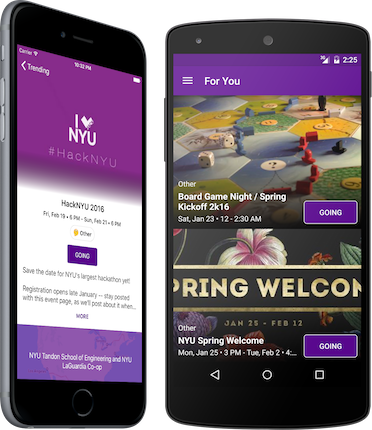 Carrier
10:32 PM
Trending
I
NYU
#HackNYU
HackNYU 2016
Fri, Feb 19 • 6 PM - Sun, Feb 21 • 6 PM
Other
GOING
Save the date for NYU's largest hackathon yet!
Registration opens late January — stay posted
with this event page, as we'll post about it when...
MORE
NYU Tandon School of Engineering and NYU
LaGuardia Co-op
2:25
For You
Other
Board Game Night / Spring
Kickoff 2k16
Sat, Jan 23 • 12 - 2:30 AM
GOING
PRING WELCOM
JAN 25 - FEB 12
Other
NYU Spring Welcome
Mon, Jan 25 • 3 PM - Tue, Feb 2 • 4:...
GOING